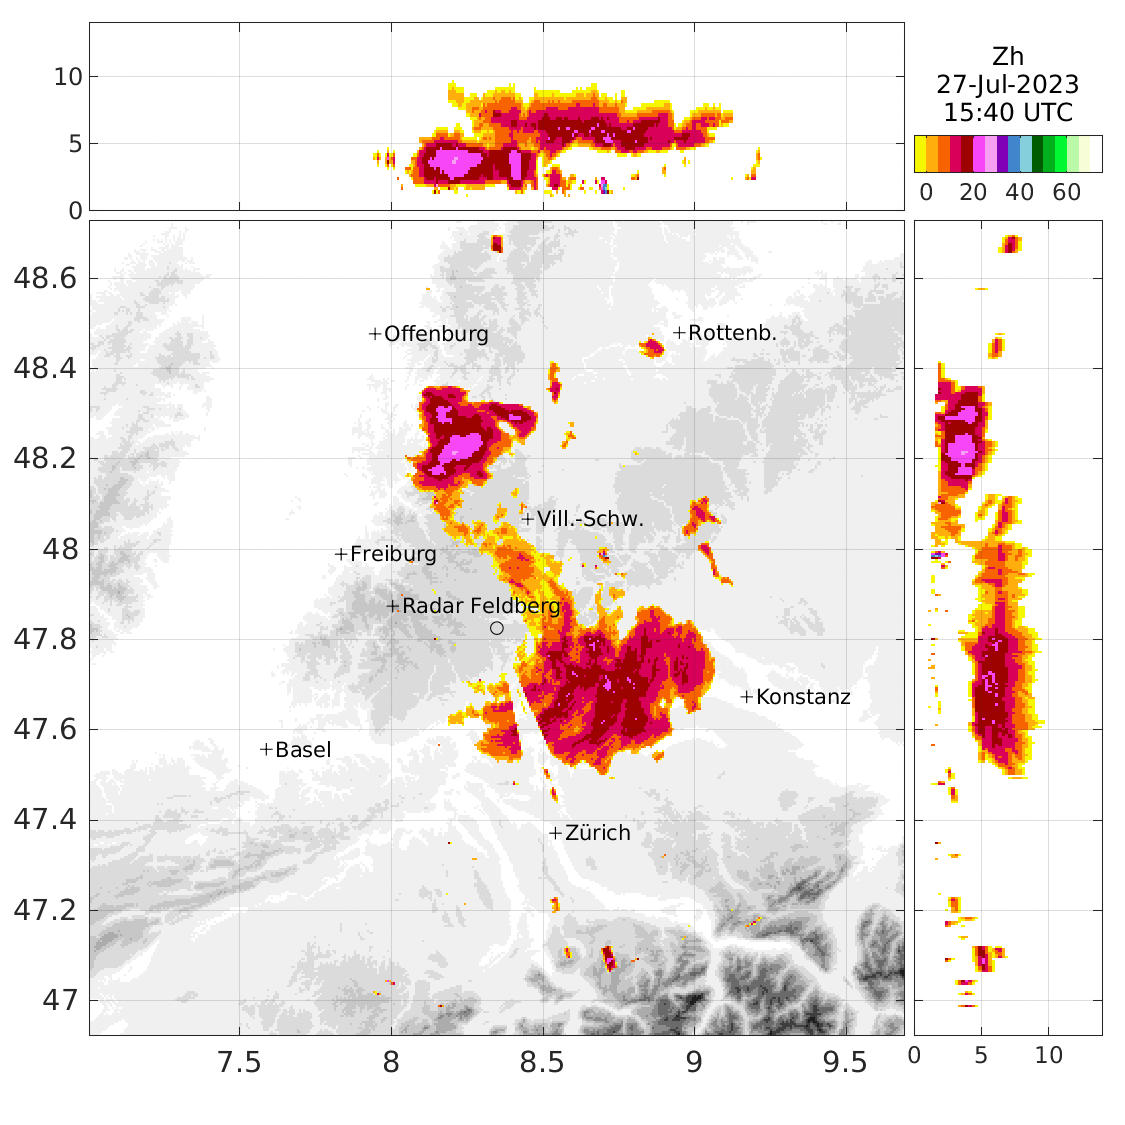 Zh
27-Jul-2023
15:40 UTC
0 20 40 60
10
5
0
48.6
48.4
48.2
48
47.8
47.6
47.4
47.2
47
+Offenburg
+Rottenb.
+Vill.-Schw.
+Freiburg
+Radar Feldberg
+Konstanz
+Basel
+Zürich
7.5 8 8.5 9 9.5
0 5 10